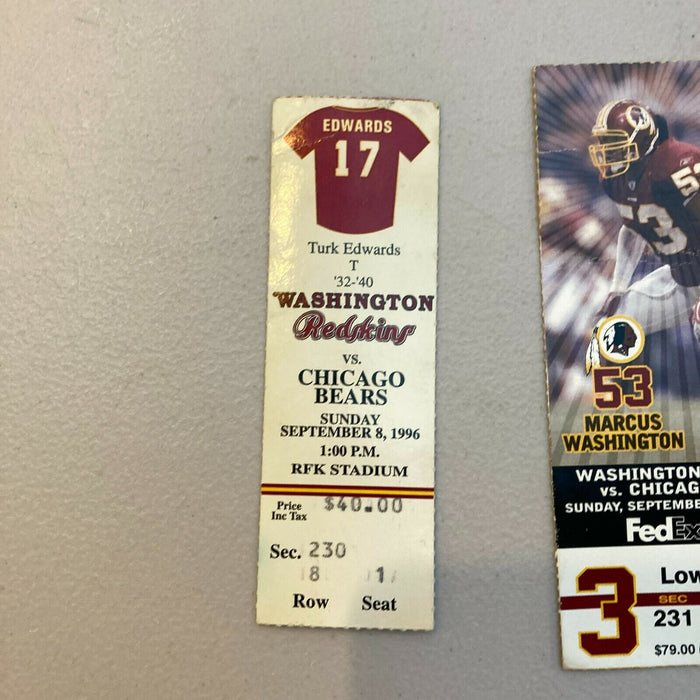 EDWARDS
17
Turk Edwards
T
'32-'40
WASHINGTON
Redskins
vs.
CHICAGO
BEARS
SUNDAY
SEPTEMBER 8, 1996
1:00 P.M.
RFK STADIUM
Price
Inc Tax
$40.00
Sec. 230
8 1
Row Seat
53
53
53
MARCUS
WASHINGTON
WASHINGTON
VS. CHICAG
SUNDAY, SEPTEMBE
FedEx
3
Low
SEC
231
$79.00